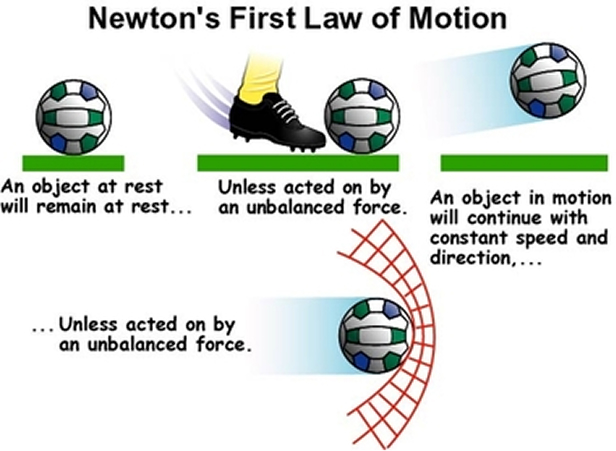 Newton's First Law of Motion
An object at rest
will remain at rest...
Unless acted on by
an unbalanced force.
An object in motion
will continue with
constant speed and
direction,...
...Unless acted on by
an unbalanced force.